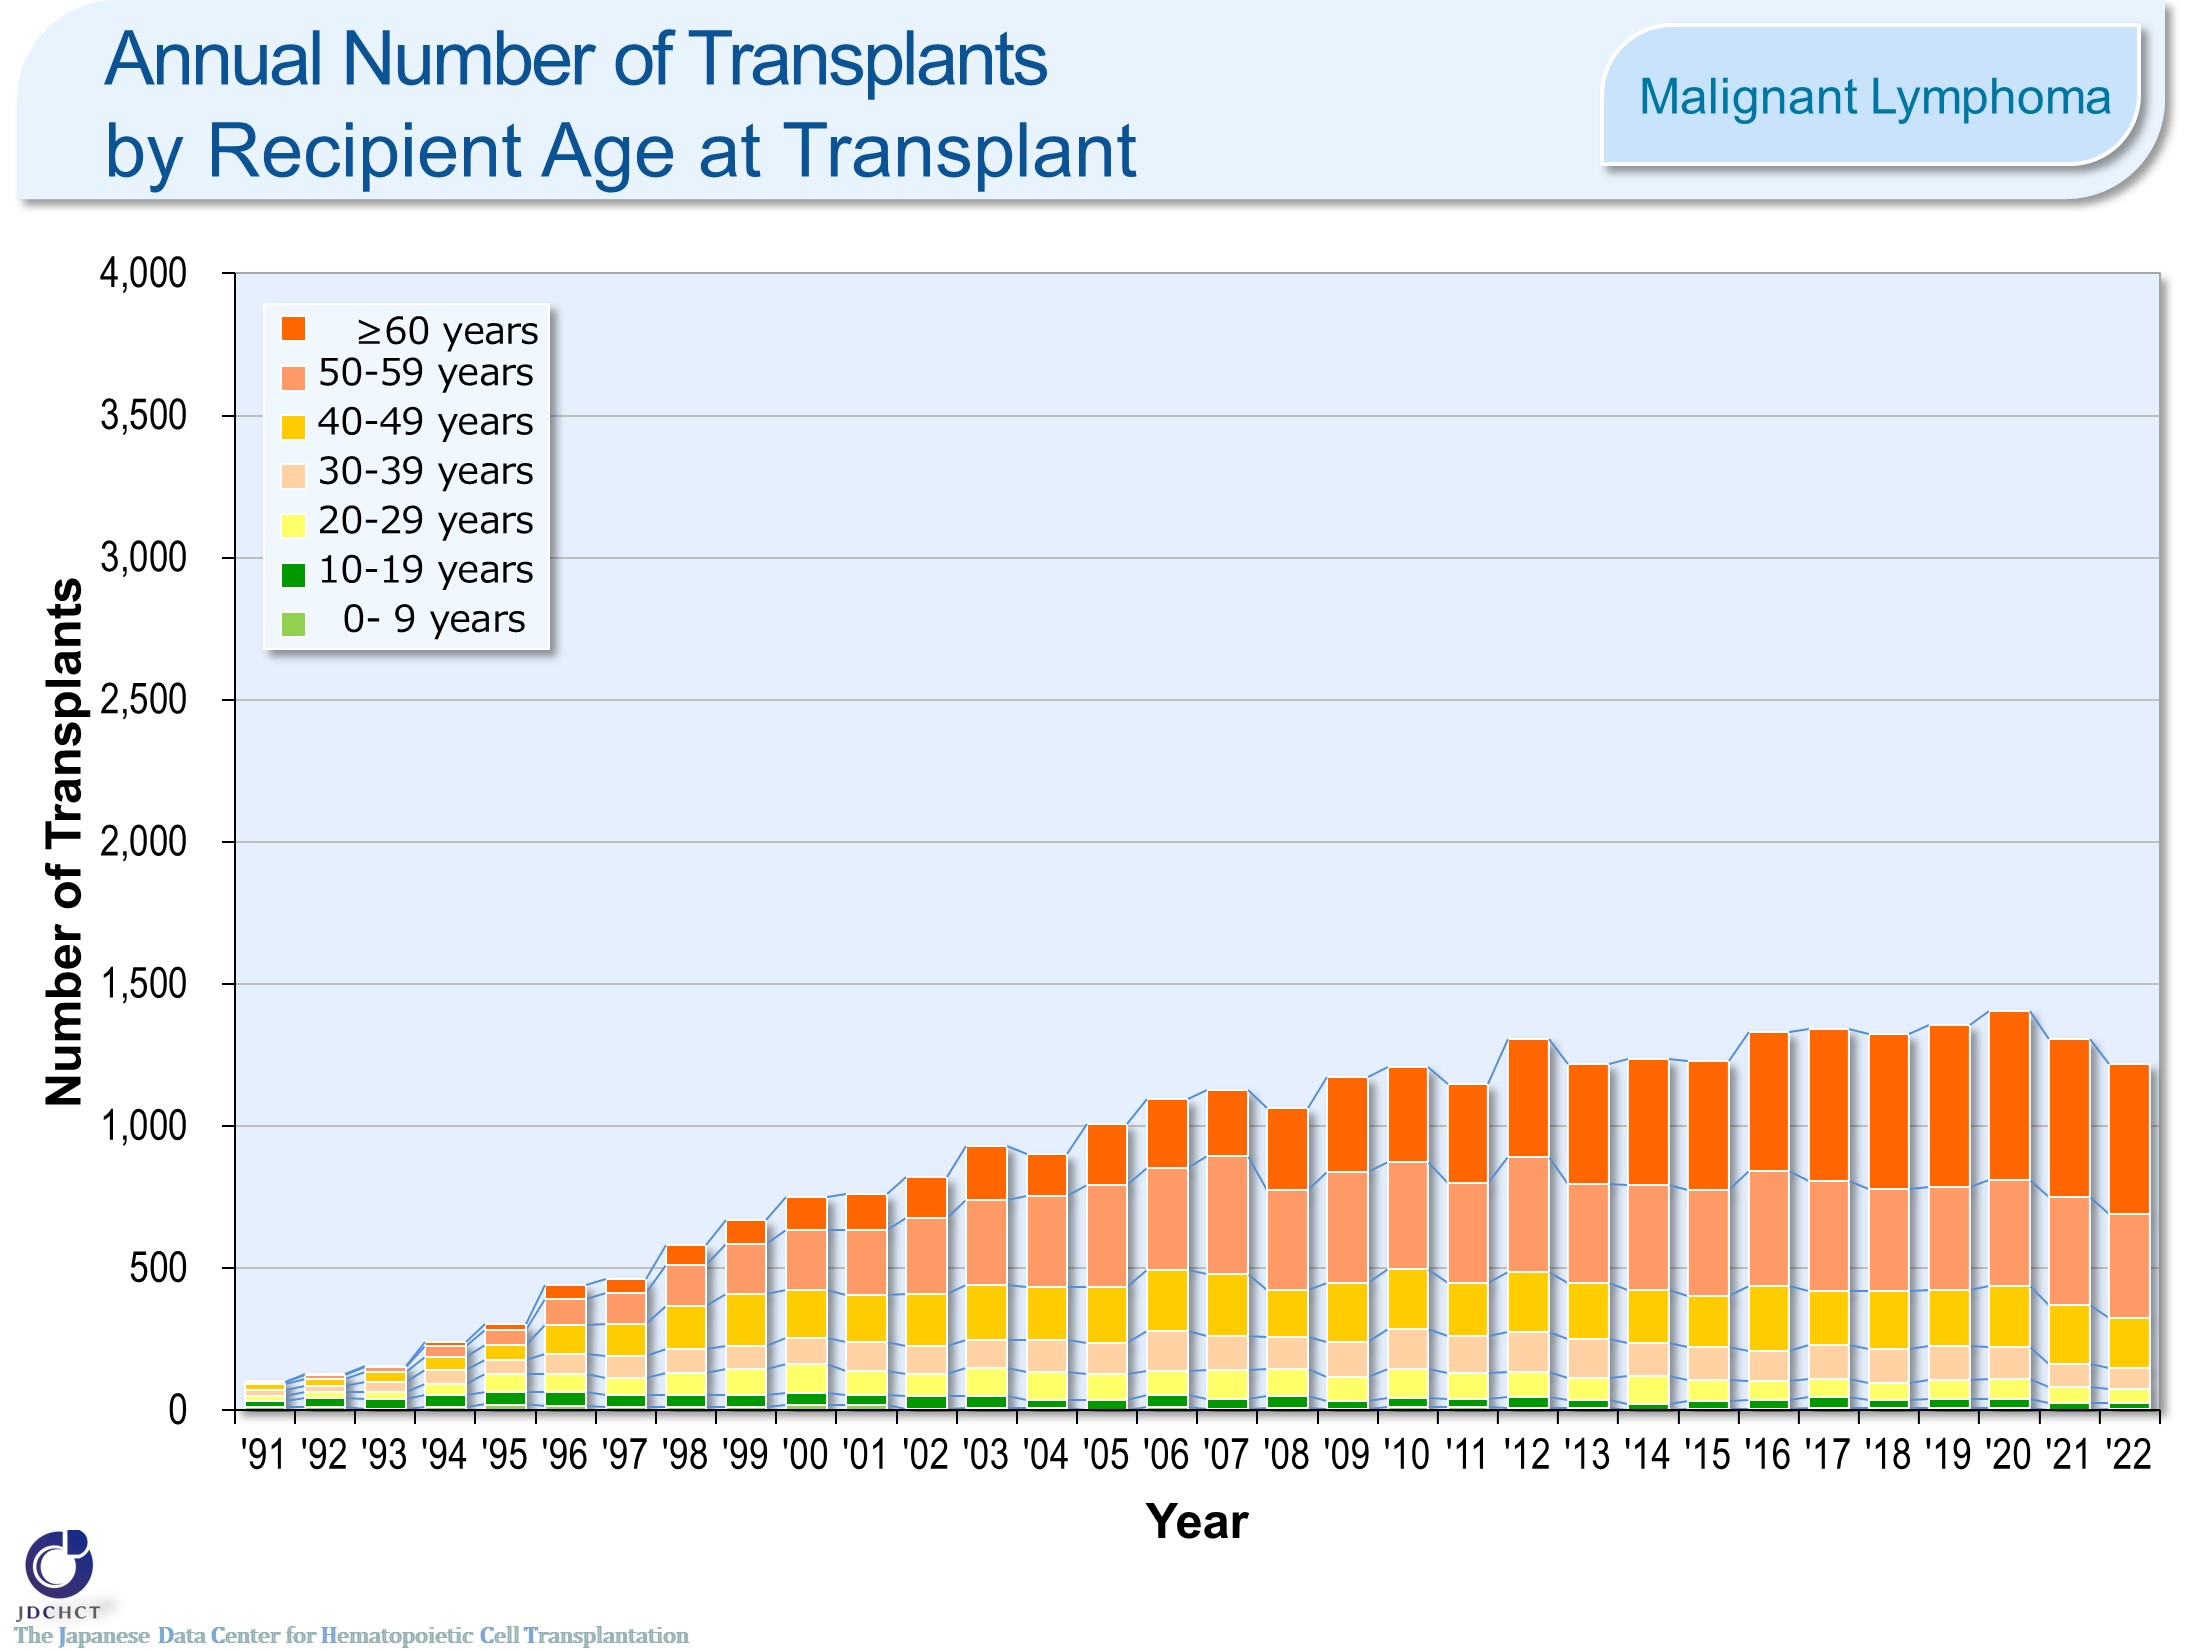 Annual Number of Transplants
by Recipient Age at Transplant
Malignant Lymphoma
4,000
3,500
3,000
2,500
2,000
1,500
1,000
500
0
Number of Transplants
≥60 years
50-59 years
40-49 years
30-39 years
20-29 years
10-19 years
0- 9 years
'91 '92 '93 '94 '95 '96 '97 '98 '99 '00 '01 '02 '03 '04 '05 '06 '07 '08 '09 '10 '11 '12 '13 '14 '15 '16 '17 '18 '19 '20 '21 '22
Year
JDCHCT
The Japanese Data Center for Hematopoietic Cell Transplantation